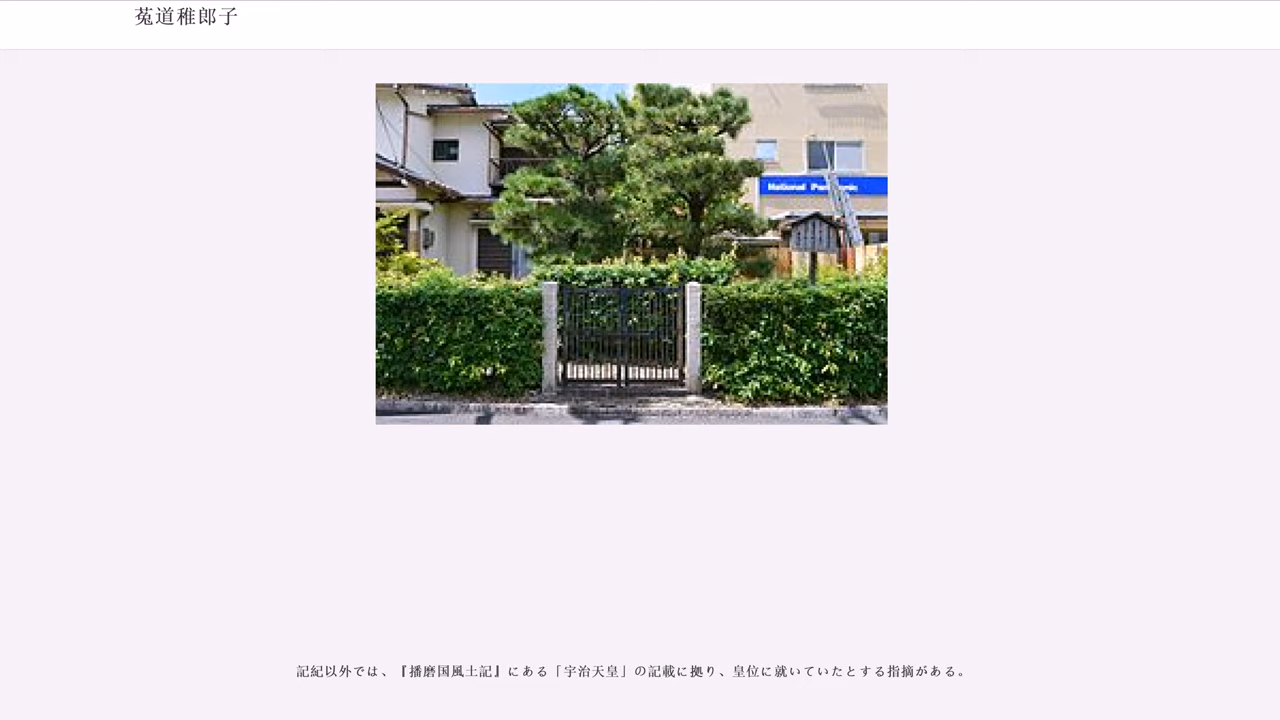 菟道稚郎子
National Panasonic
記紀以外では、『播磨国風土記』にある「宇治天皇」の記載に拠り、皇位に就いていたとする指摘がある。